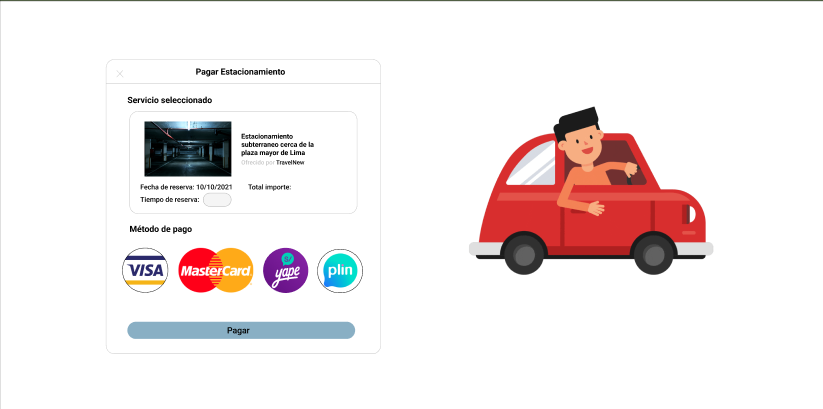 Pagar Estacionamiento
Servicio seleccionado
Estacionamiento
subterraneo cerca de la
plaza mayor de Lima
Ofrecido por TravelNew
Fecha de reserva: 10/10/2021
Total importe:
Tiempo de reserva:
Método de pago
VISA
MasterCard
S/
yape
plin
Pagar